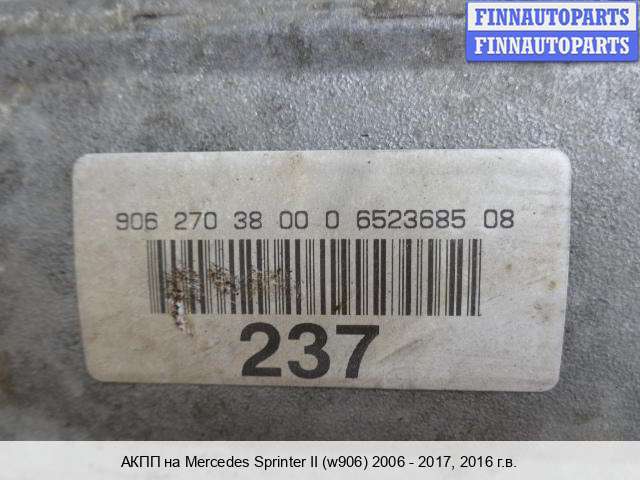 FINNAUTOPARTS
FINNAUTOPARTS
906 270 38 00 0 6523685 08
237
АКПП на Mercedes Sprinter II (w906) 2006 - 2017, 2016 г.в.